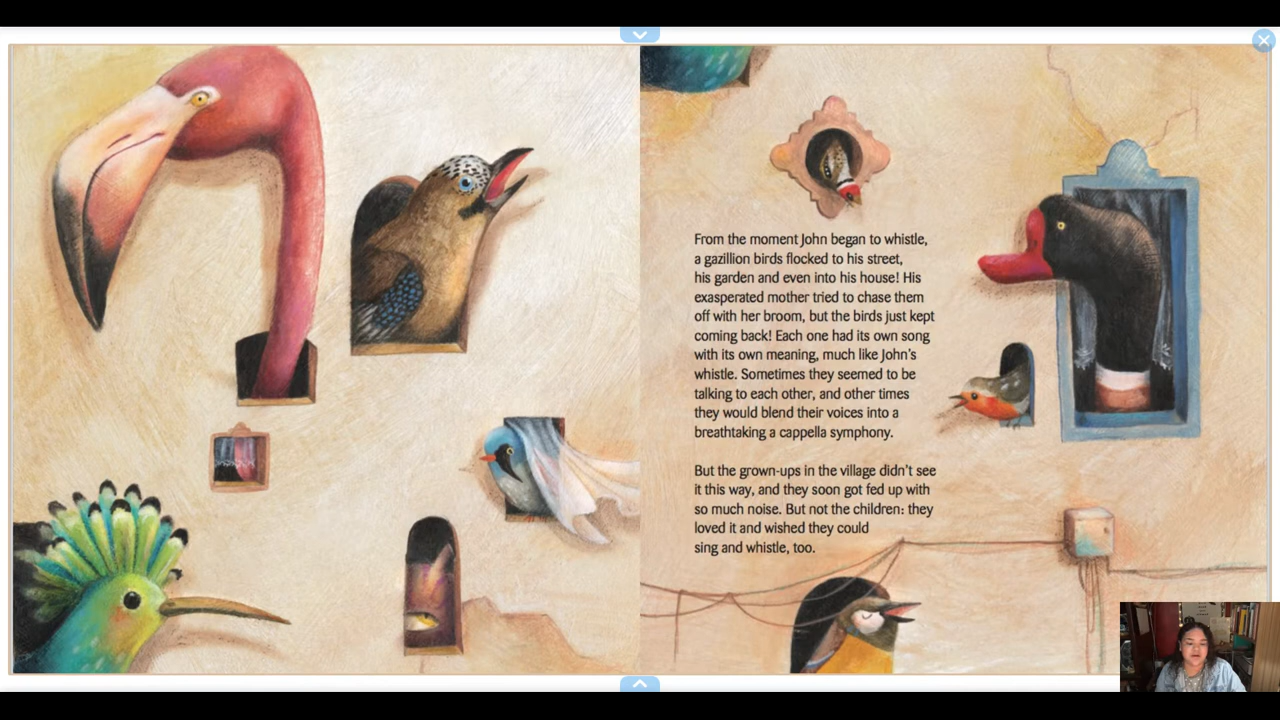 From the moment John began to whistle,
a gazillion birds flocked to his street,
his garden and even into his house! His
exasperated mother tried to chase them
off with her broom, but the birds just kept
coming back! Each one had its own song
with its own meaning, much like John's
whistle. Sometimes they seemed to be
talking to each other, and other times
they would blend their voices into a
breathtaking a cappella symphony.
But the grown-ups in the village didn't see
it this way, and they soon got fed up with
so much noise. But not the children: they
loved it and wished they could
sing and whistle, too.